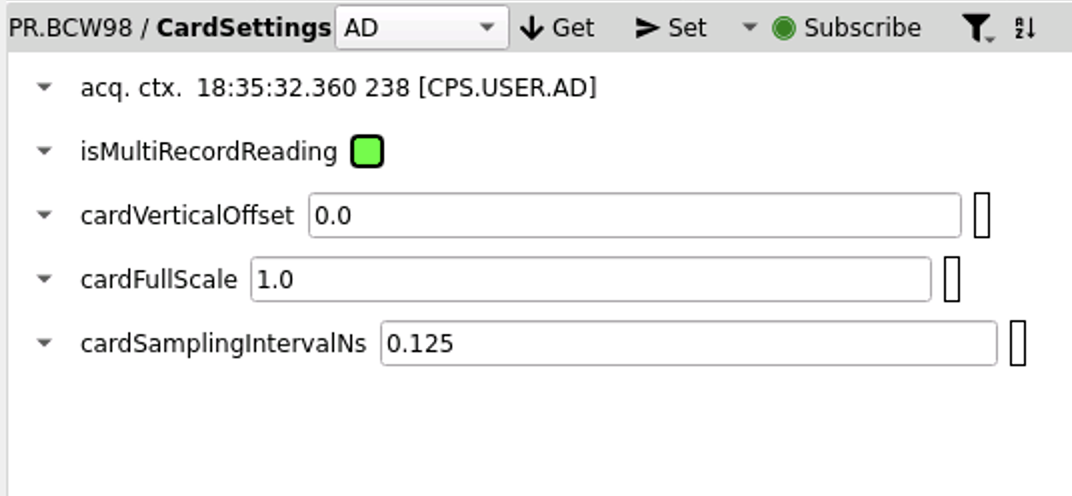 PR.BCW98 / CardSettings AD Get Set Subscribe
acq. ctx. 18:35:32.360 238 [CPS.USER.AD]
isMultiRecordReading
cardVerticalOffset 0.0
cardFullScale 1.0
cardSamplingIntervalNs 0.125